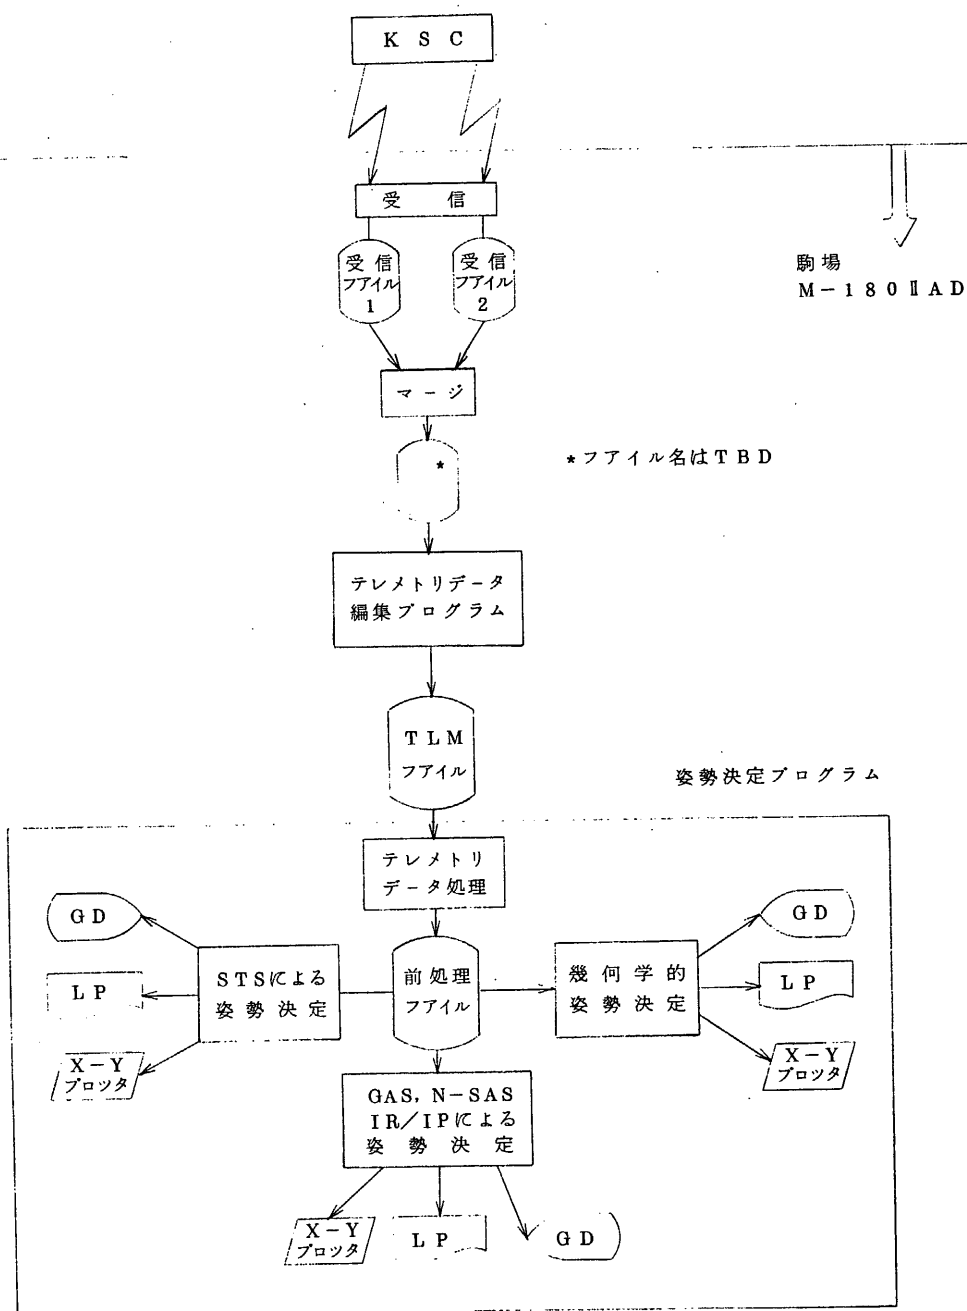 K S C
受 信
受信
ファイル
1
受信
ファイル
2
駒場
M-180ⅡAD
マージ
*
*フアイル名はTBD
テレメトリデータ
編集プログラム
TLM
フアイル
姿勢決定プログラム
テレメトリ
データ処理
GD
LP
X-Y
プロッタ
STSによる
姿勢決定
前処理
フアイル
幾何学的
姿勢決定
GD
LP
X-Y
プロッタ
GAS, N-SAS
IR/IPによる
姿勢決定
X-Y
プロッタ
LP
GD